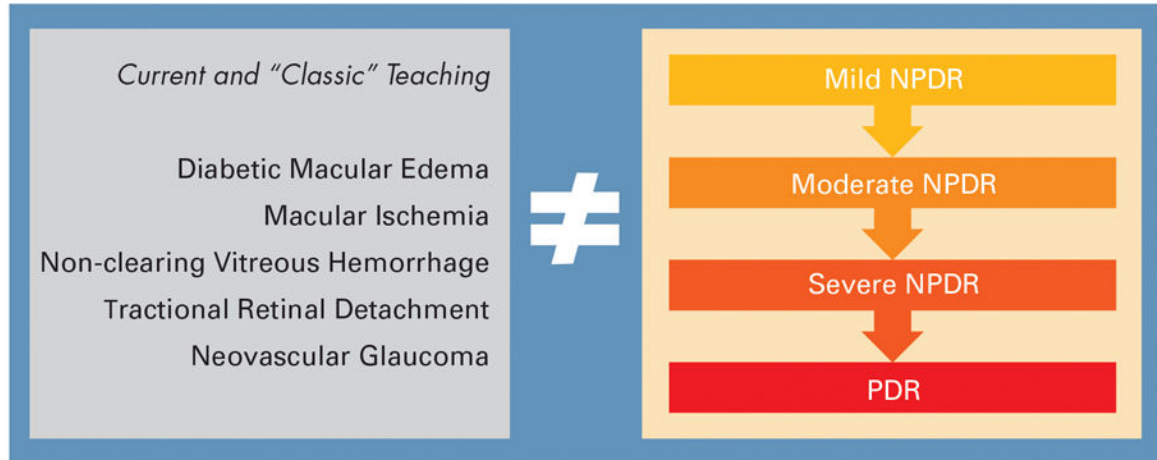 Current and “Classic” Teaching
Diabetic Macular Edema
Macular Ischemia
Non-clearing Vitreous Hemorrhage
Tractional Retinal Detachment
Neovascular Glaucoma
≠
Mild NPDR
Moderate NPDR
Severe NPDR
PDR